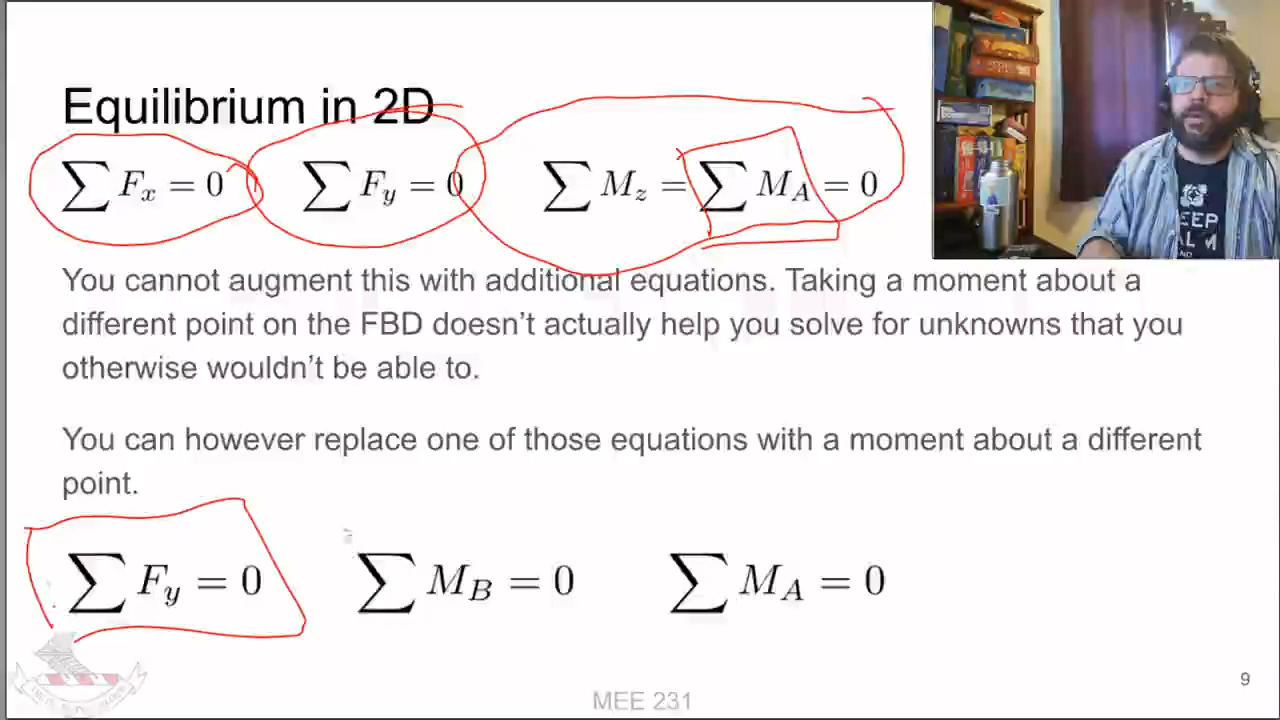 Equilibrium in 2D
∑ Fₓ = 0 ∑ F_y = 0 ∑ M_z = ∑ M_A = 0
You cannot augment this with additional equations. Taking a moment about a
different point on the FBD doesn't actually help you solve for unknowns that you
otherwise wouldn't be able to.
You can however replace one of those equations with a moment about a different
point.
∑ F_y = 0 ∑ M_B = 0 ∑ M_A = 0
MEE 231
9